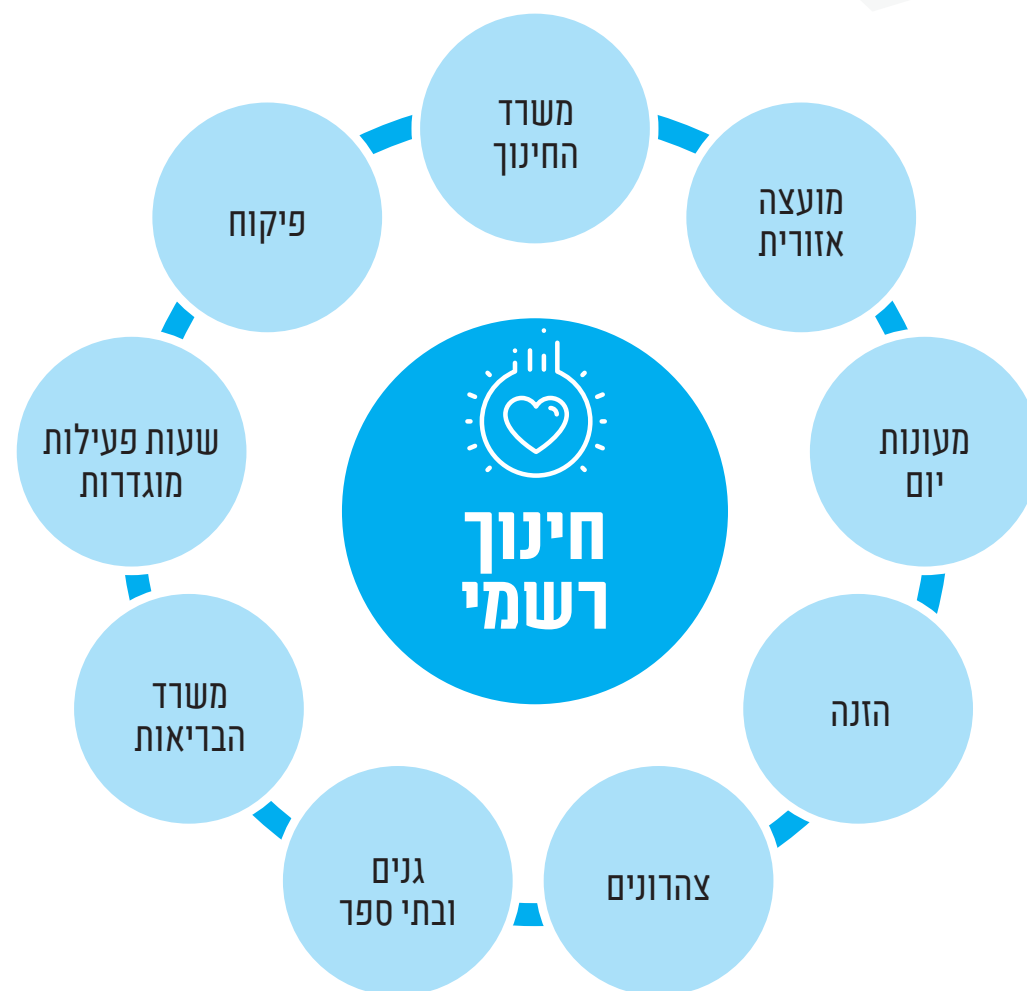 משרד
החינוך
מועצה
אזורית
מעונות
יום
הזנה
צהרונים
גנים
ובתי ספר
משרד
הבריאות
שעות פעילות
מוגדרות
פיקוח
חינוך
רשמי